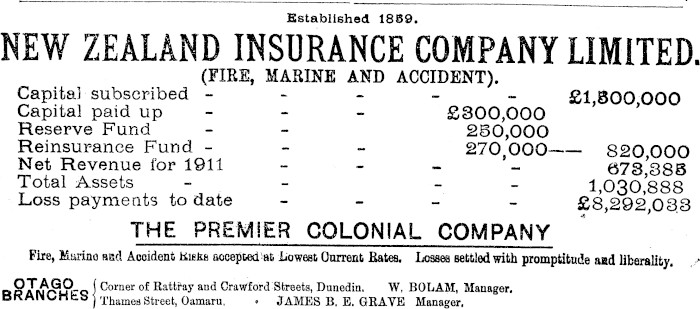 Established 1859.
NEW ZEALAND INSURANCE COMPANY LIMITED.
(FIRE, MARINE AND ACCIDENT).
Capital subscribed - - - - - £1,500,000
Capital paid up - - - £300,000
Reserve Fund - - - 250,000
Reinsurance Fund - - - 270,000—— 820,000
Net Revenue for 1911 - - - - 673,385
Total Assets - - - - - 1,030,888
Loss payments to date - - - - £8,292,033
THE PREMIER COLONIAL COMPANY
Fire, Marine and Accident Risks accepted at Lowest Current Rates. Losses settled with promptitude and liberality.
OTAGO BRANCHES { Corner of Rattray and Crawford Streets, Dunedin. W. BOLAM, Manager.
Thames Street, Oamaru. JAMES B. E. GRAVE Manager.